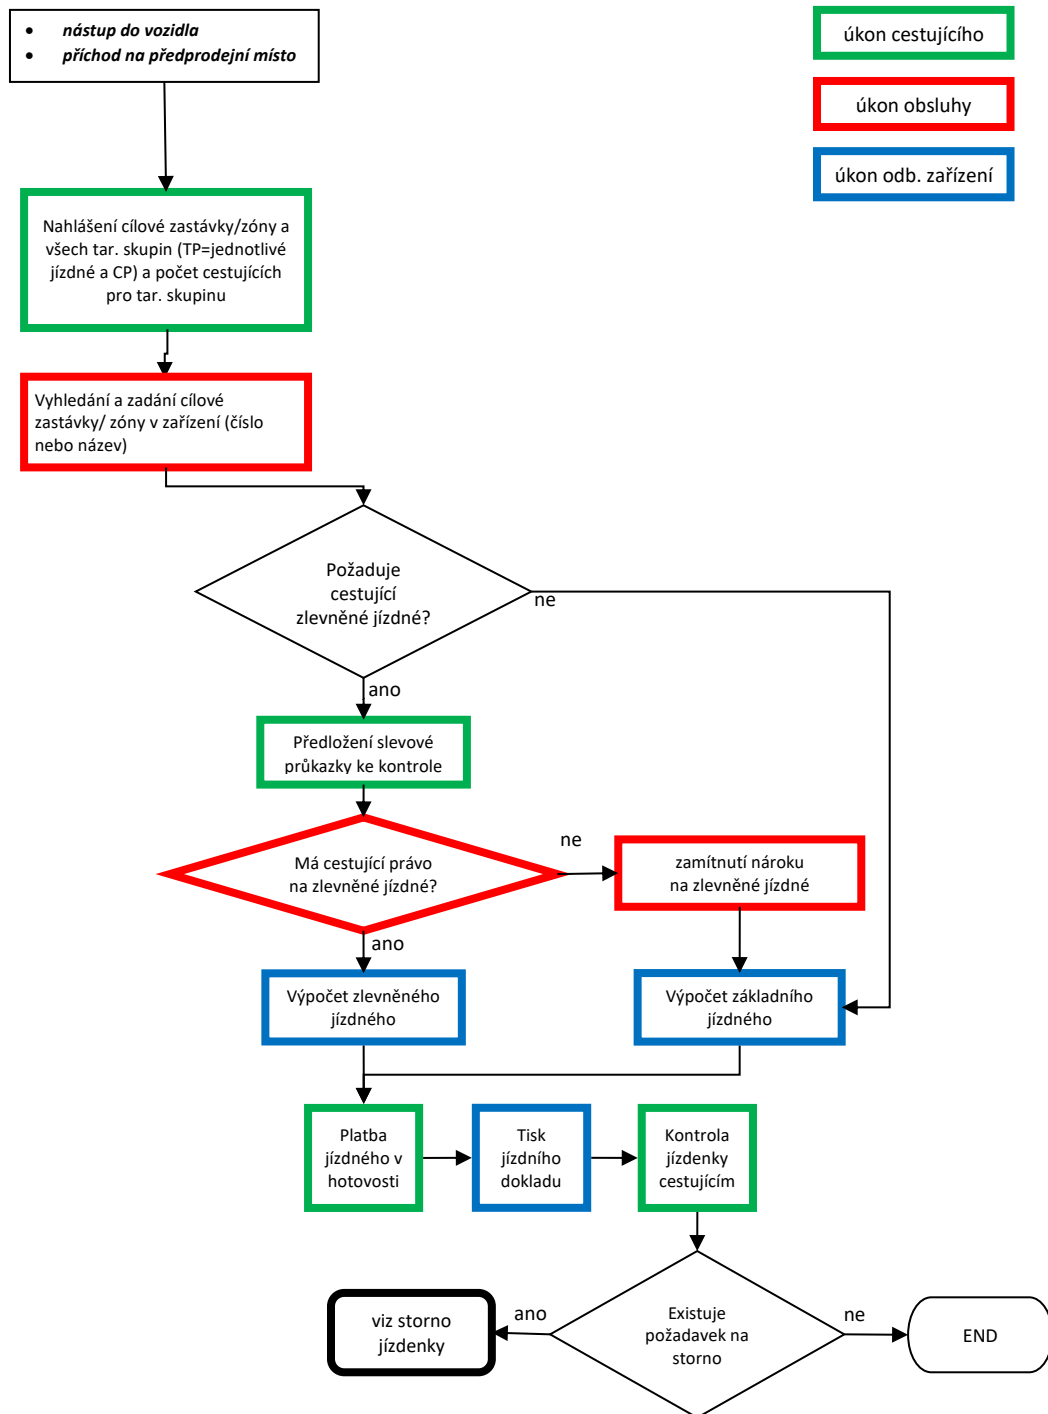 • nástup do vozidla
• příchod na předprodejní místo
úkon cestujícího
úkon obsluhy
úkon odb. zařízení
Nahlášení cílové zastávky/zóny a
všech tar. skupin (TP=jednotlivé
jízdné a CP) a počet cestujících
pro tar. skupinu
Vyhledání a zadání cílové
zastávky/ zóny v zařízení (číslo
nebo název)
Požaduje
cestující
zlevněné jízdné?
ne
ano
Předložení slevové
průkazky ke kontrole
Má cestující právo
na zlevněné jízdné?
ne
zamítnutí nároku
na zlevněné jízdné
ano
Výpočet zlevněného
jízdného
Výpočet základního
jízdného
Platba
jízdného v
hotovosti
Tisk
jízdního
dokladu
Kontrola
jízdenky
cestujícím
Existuje
požadavek na
storno
ano
viz storno
jízdenky
ne
END